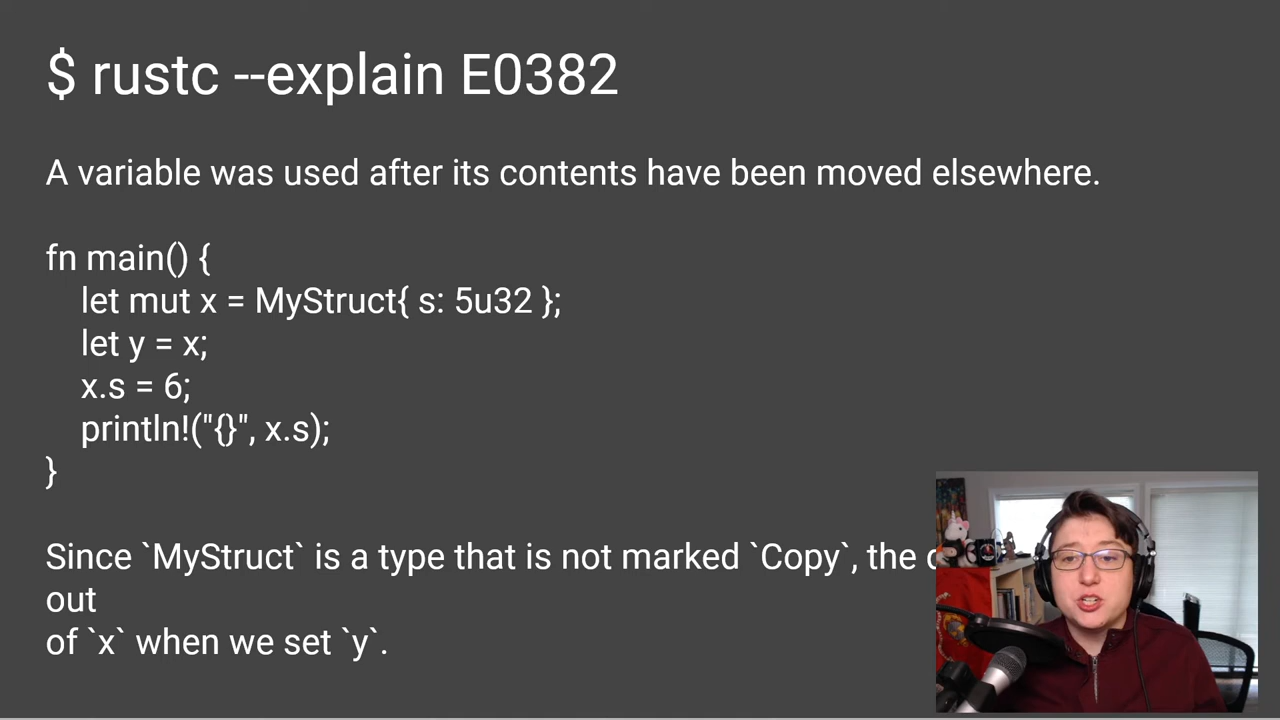 $ rustc --explain E0382
A variable was used after its contents have been moved elsewhere.
fn main() {
let mut x = MyStruct{ s: 5u32 };
let y = x;
x.s = 6;
println!("{}", x.s);
}
Since `MyStruct` is a type that is not marked `Copy`, the
out
of `x` when we set `y`.